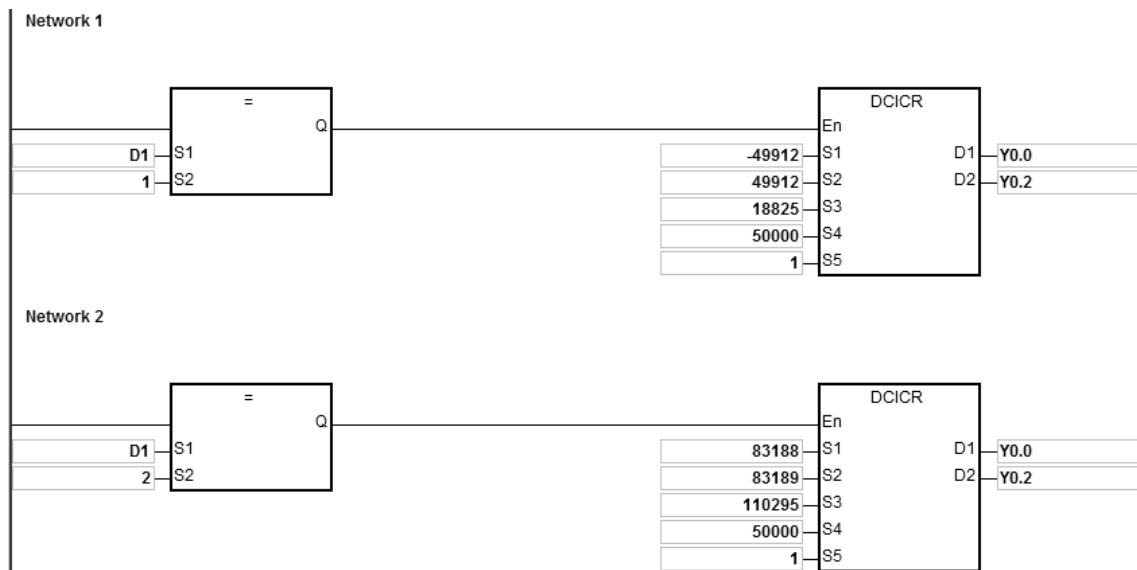 Network 1
= DCICR
Q En
D1 S1 -49912 S1 D1 Y0.0
1 S2 49912 S2 D2 Y0.2
18825 S3
50000 S4
1 S5
Network 2
= DCICR
Q En
D1 S1 83188 S1 D1 Y0.0
2 S2 83189 S2 D2 Y0.2
110295 S3
50000 S4
1 S5